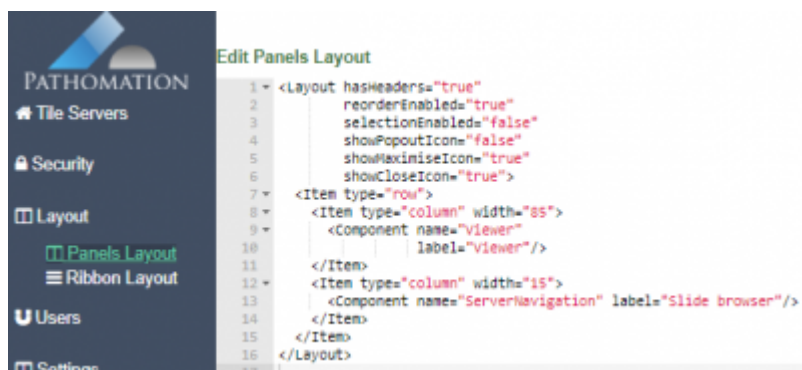 PATHOMATION
Tile Servers
Security
Layout
Panels Layout
Ribbon Layout
Users
Settings
Edit Panels Layout
1 <Layout hasHeaders="true"
2 reorderEnabled="true"
3 selectionEnabled="false"
4 showPopoutIcon="false"
5 showMaximiseIcon="true"
6 showCloseIcon="true">
7 <Item type="row">
8 <Item type="column" width="85">
9 <Component name="Viewer"
10 label="Viewer"/>
11 </Item>
12 <Item type="column" width="15">
13 <Component name="ServerNavigation" label="Slide browser"/>
14 </Item>
15 </Item>
16 </Layout>